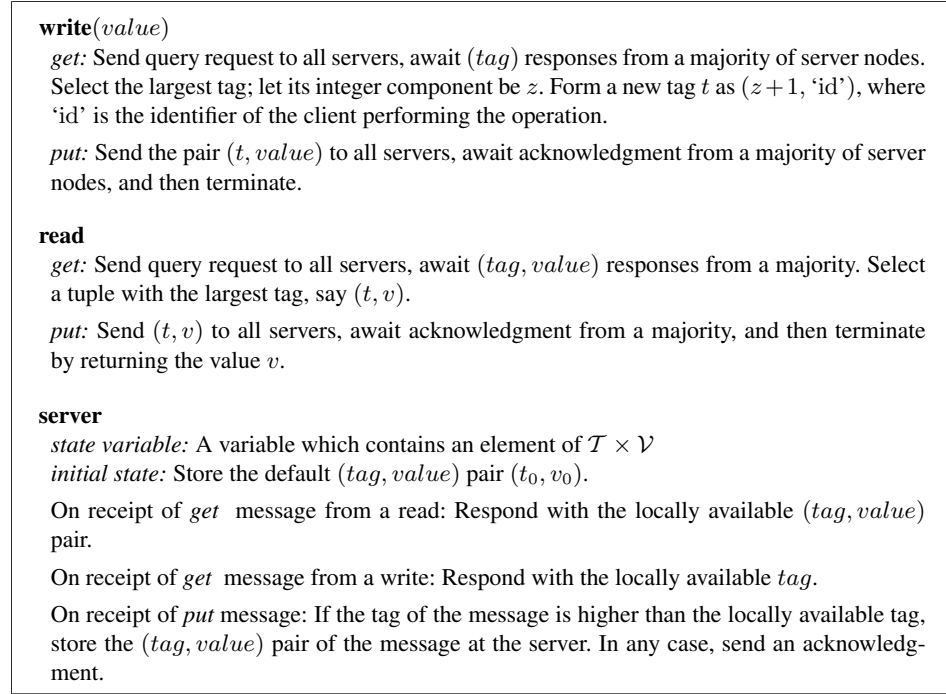 write(value)
get: Send query request to all servers, await (tag) responses from a majority of server nodes.
Select the largest tag; let its integer component be z. Form a new tag t as (z+1, ‘id’), where
‘id’ is the identifier of the client performing the operation.
put: Send the pair (t, value) to all servers, await acknowledgment from a majority of server
nodes, and then terminate.
read
get: Send query request to all servers, await (tag, value) responses from a majority. Select
a tuple with the largest tag, say (t, v).
put: Send (t, v) to all servers, await acknowledgment from a majority, and then terminate
by returning the value v.
server
state variable: A variable which contains an element of 𝒯 × 𝒱
initial state: Store the default (tag, value) pair (t₀, v₀).
On receipt of get message from a read: Respond with the locally available (tag, value)
pair.
On receipt of get message from a write: Respond with the locally available tag.
On receipt of put message: If the tag of the message is higher than the locally available tag,
store the (tag, value) pair of the message at the server. In any case, send an acknowledg-
ment.